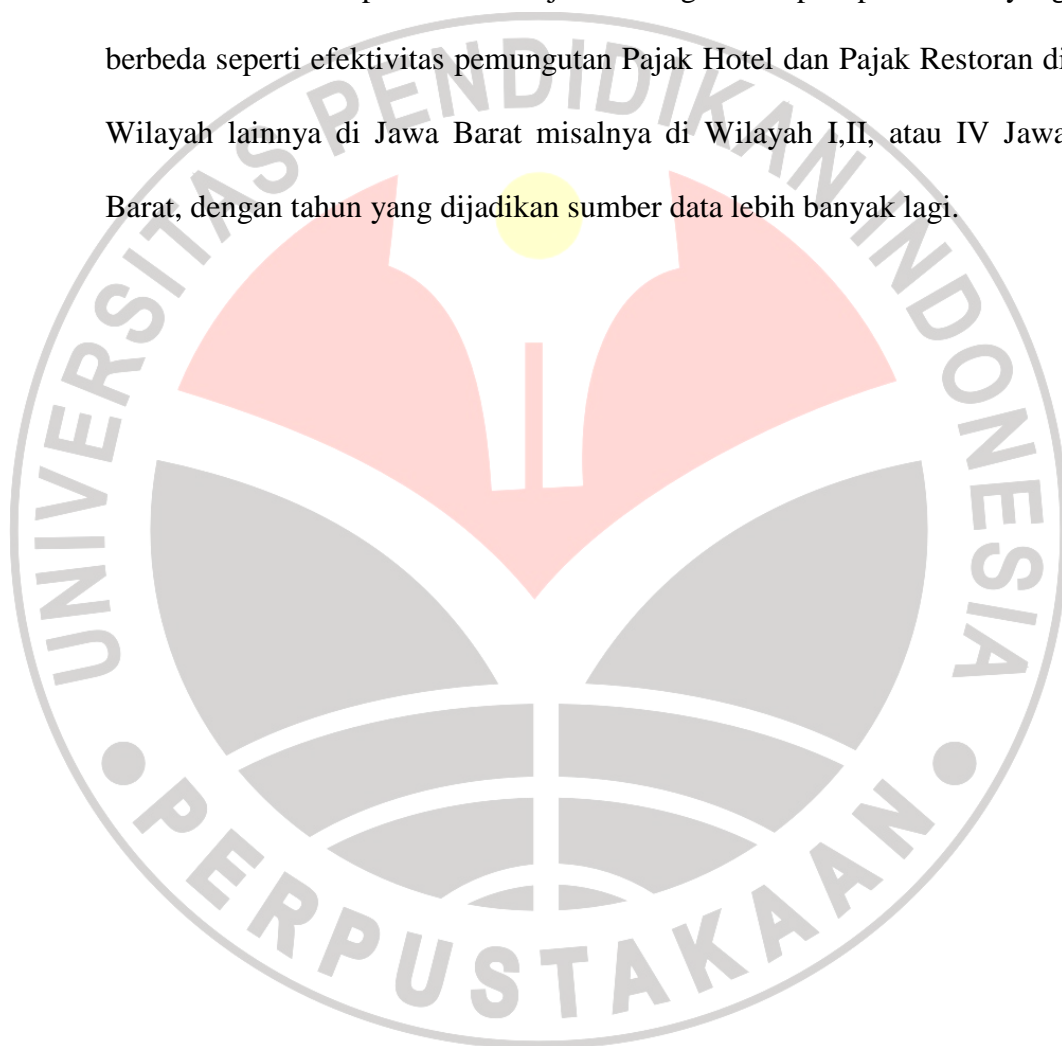 berbeda seperti efektivitas pemungutan Pajak Hotel dan Pajak Restoran di
Wilayah lainnya di Jawa Barat misalnya di Wilayah I,II, atau IV Jawa
Barat, dengan tahun yang dijadikan sumber data lebih banyak lagi.
UNIVERSITAS PENDIDIKAN INDONESIA
PERPUSTAKAAN